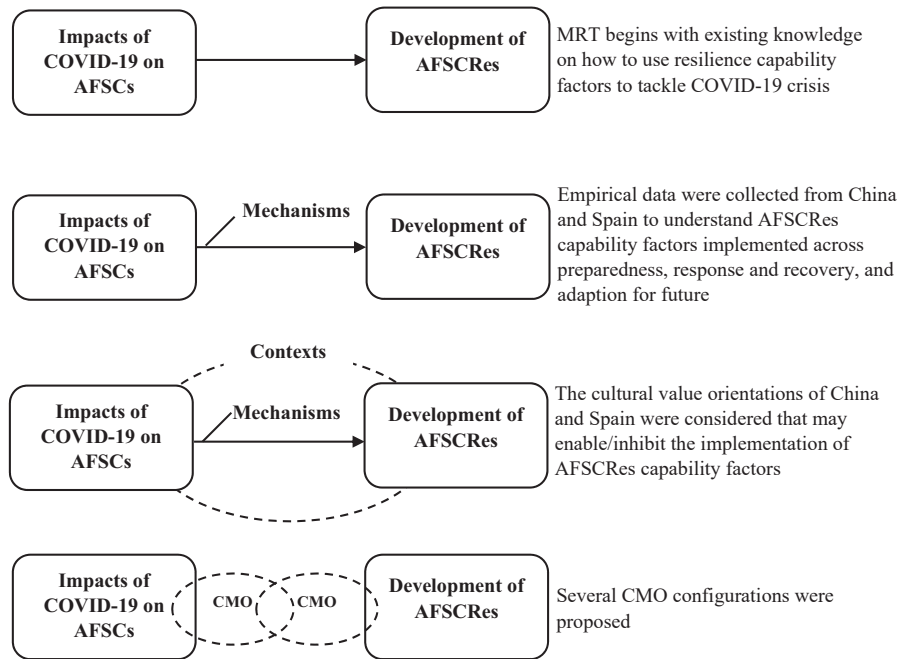 Impacts of
COVID-19 on
AFSCs
Development of
AFSCRes
MRT begins with existing knowledge
on how to use resilience capability
factors to tackle COVID-19 crisis
Impacts of
COVID-19 on
AFSCs
Mechanisms
Development of
AFSCRes
Empirical data were collected from China
and Spain to understand AFSCRes
capability factors implemented across
preparedness, response and recovery, and
adaption for future
Contexts
Impacts of
COVID-19 on
AFSCs
Mechanisms
Development of
AFSCRes
The cultural value orientations of China
and Spain were considered that may
enable/inhibit the implementation of
AFSCRes capability factors
Impacts of
COVID-19 on
AFSCs
CMO
CMO
Development of
AFSCRes
Several CMO configurations were
proposed